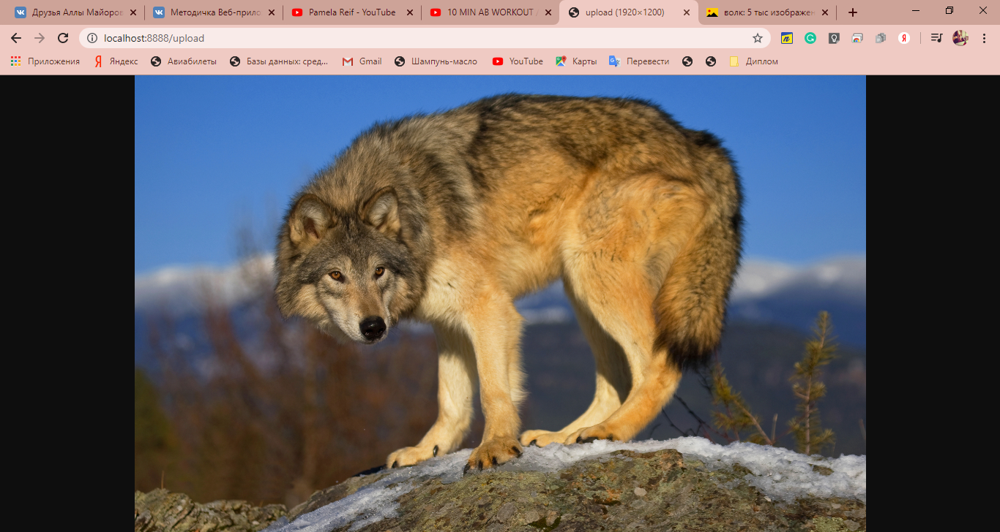 Друзья Аллы Майоров
Методичка Веб-прило
Pamela Reif - YouTube
10 MIN AB WORKOUT /
upload (1920×1200)
волк: 5 тыс изображен
localhost:8888/upload
Приложения
Яндекс
Авиабилеты
Базы данных: сред...
Gmail
Шампунь-масло
YouTube
Карты
Перевести
Диплом